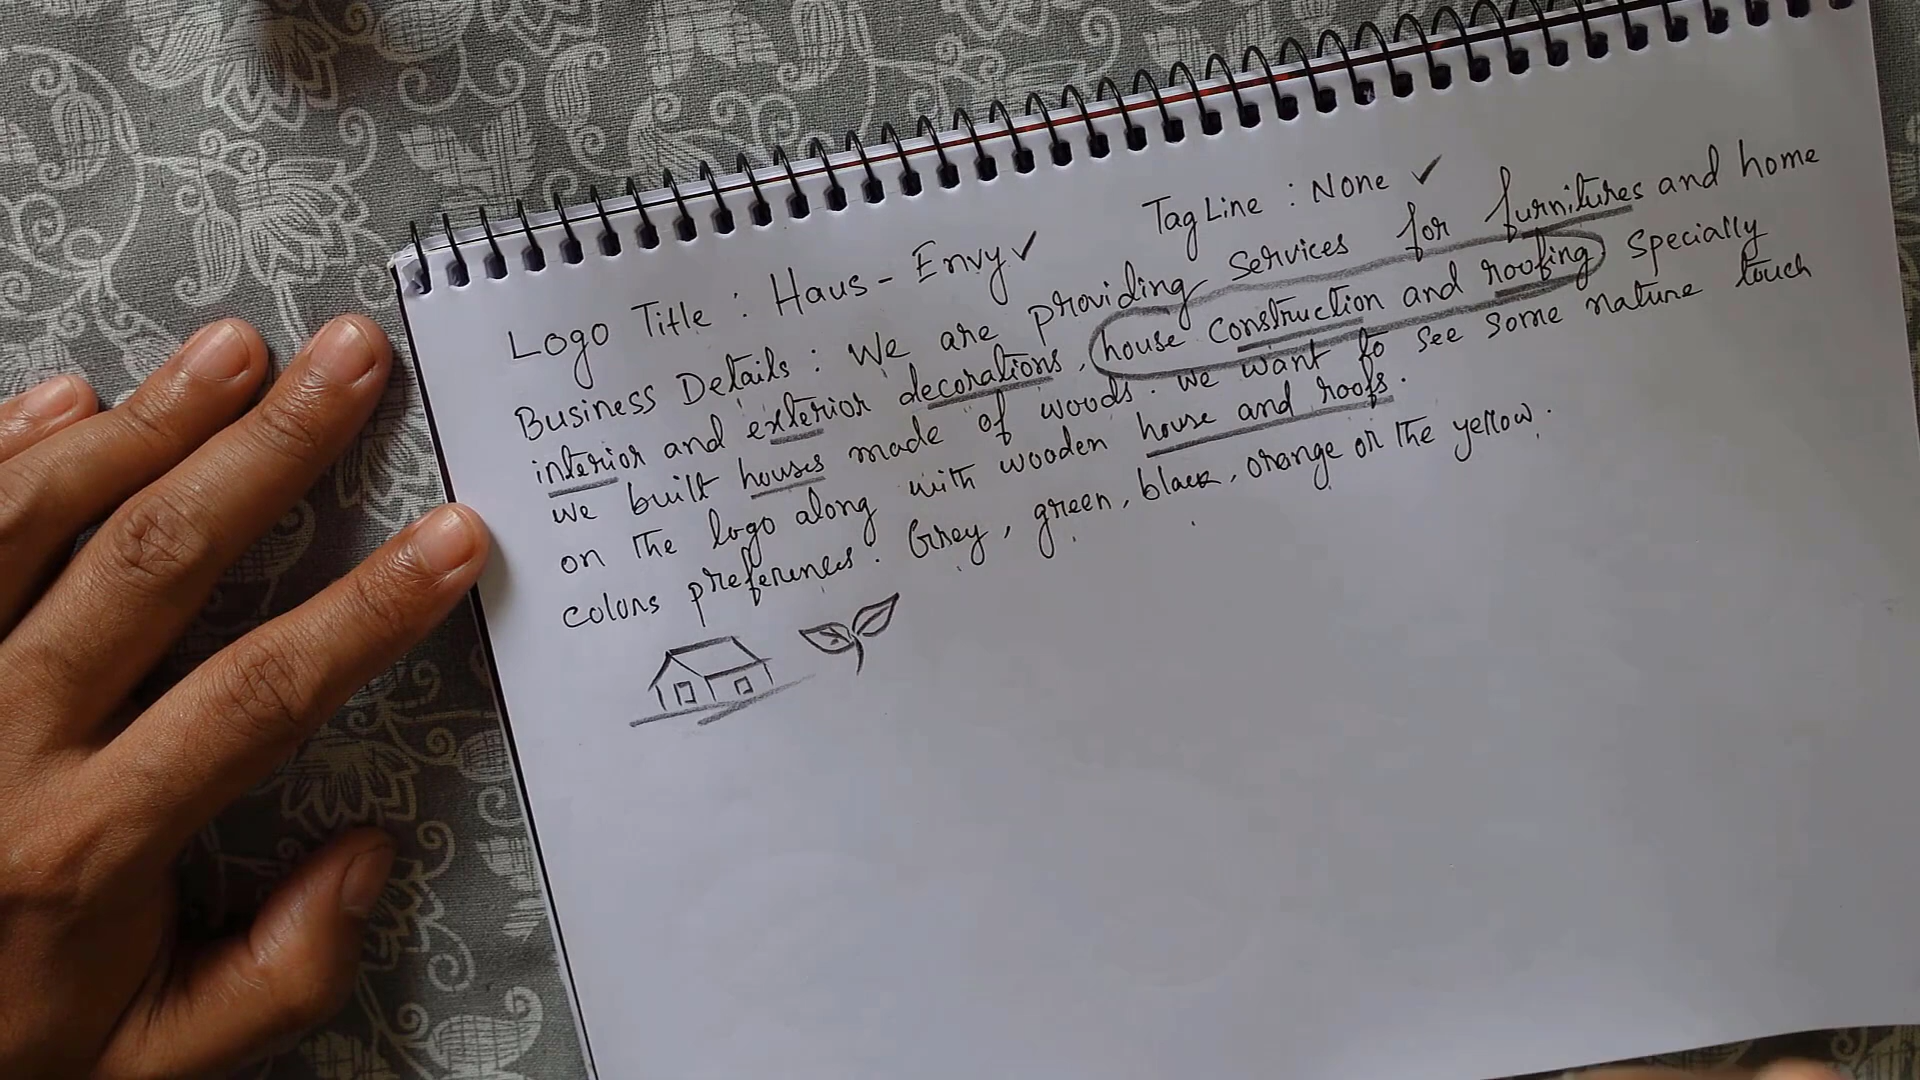 Logo Title : Haus-Envy ✓ TagLine : None ✓
Business Details : We are providing services for furnitures and home
interior and exterior decorations, house construction and roofing specially
we built houses made of woods. we want to see some nature touch
on the logo along with wooden house and roofs.
colors preferences : Grey, green, black, orange or the yellow.